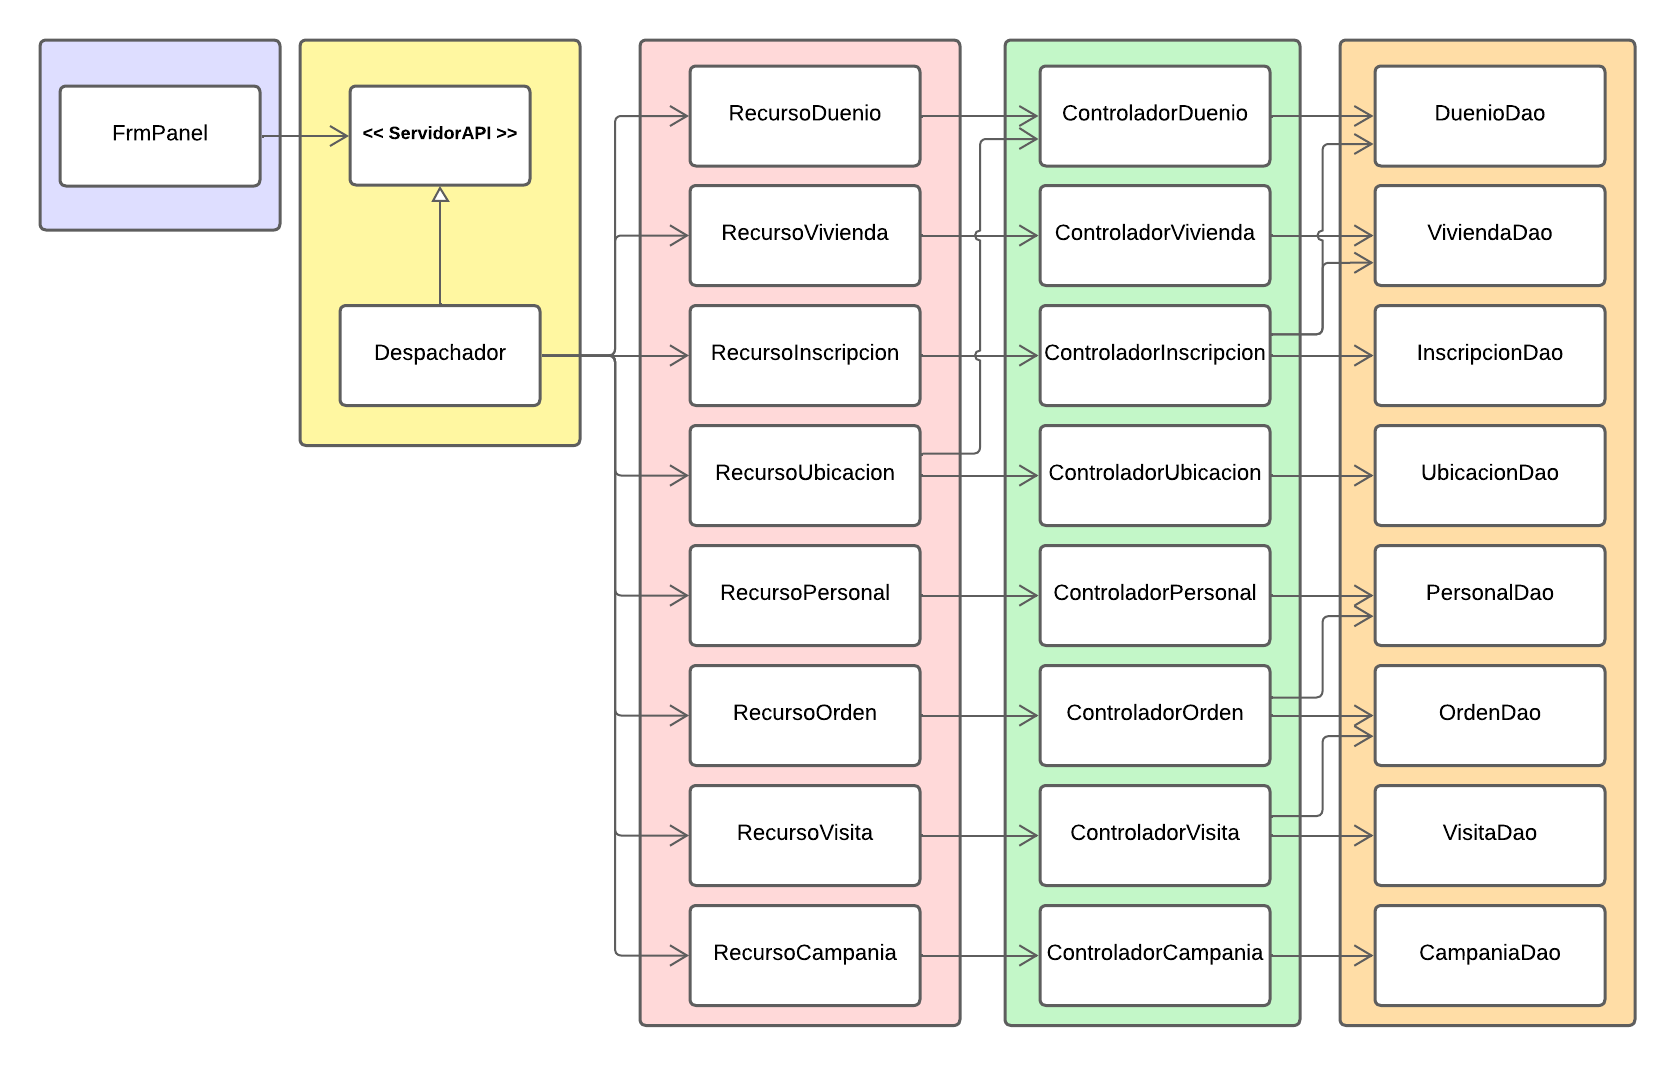 FrmPanel
<< ServidorAPI >>
Despachador
RecursoDuenio
RecursoVivienda
RecursoInscripcion
RecursoUbicacion
RecursoPersonal
RecursoOrden
RecursoVisita
RecursoCampania
ControladorDuenio
ControladorVivienda
ControladorInscripcion
ControladorUbicacion
ControladorPersonal
ControladorOrden
ControladorVisita
ControladorCampania
DuenioDao
ViviendaDao
InscripcionDao
UbicacionDao
PersonalDao
OrdenDao
VisitaDao
CampaniaDao